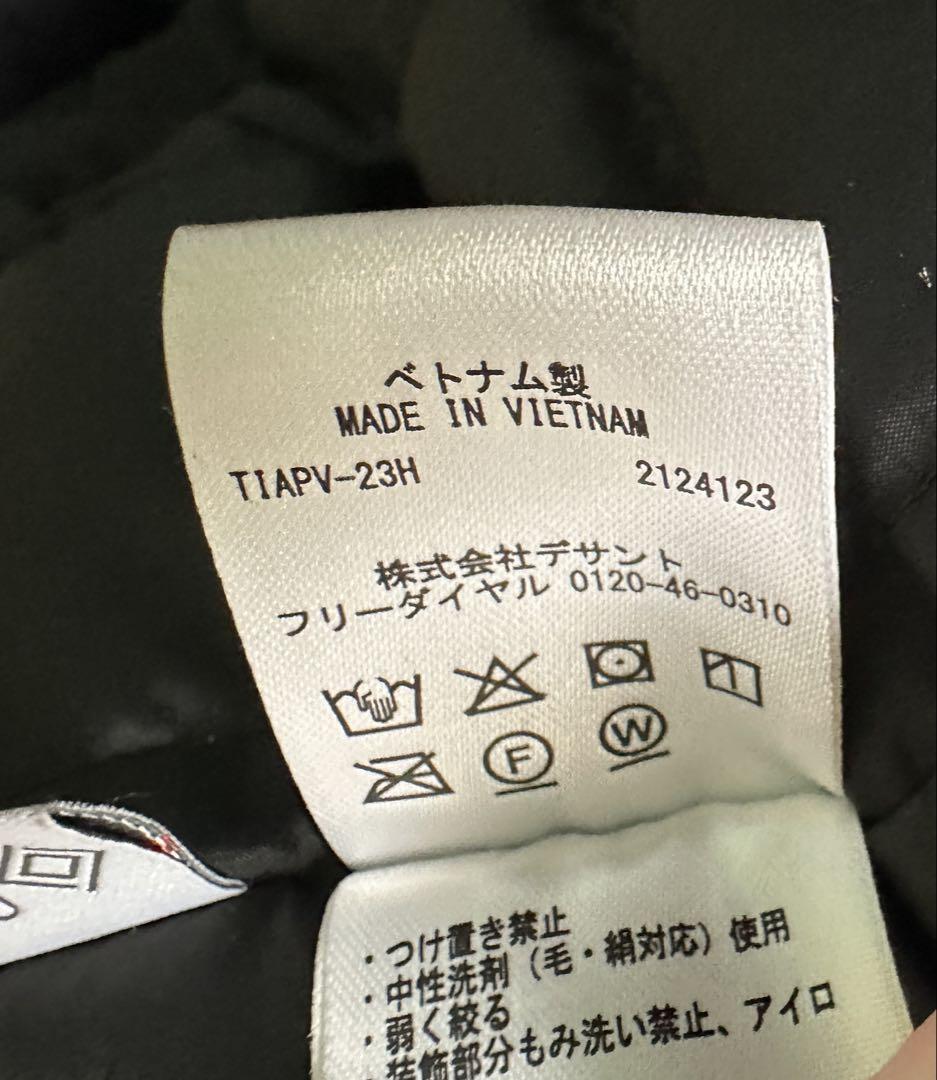 ベトナム製
MADE IN VIETNAM
TIAPV-23H 2124123
株式会社デサント
フリーダイヤル 0120-46-0310
F W
・つけ置き禁止
・中性洗剤（毛・絹対応）使用
・弱く絞る
・装飾部分もみ洗い禁止、アイロ